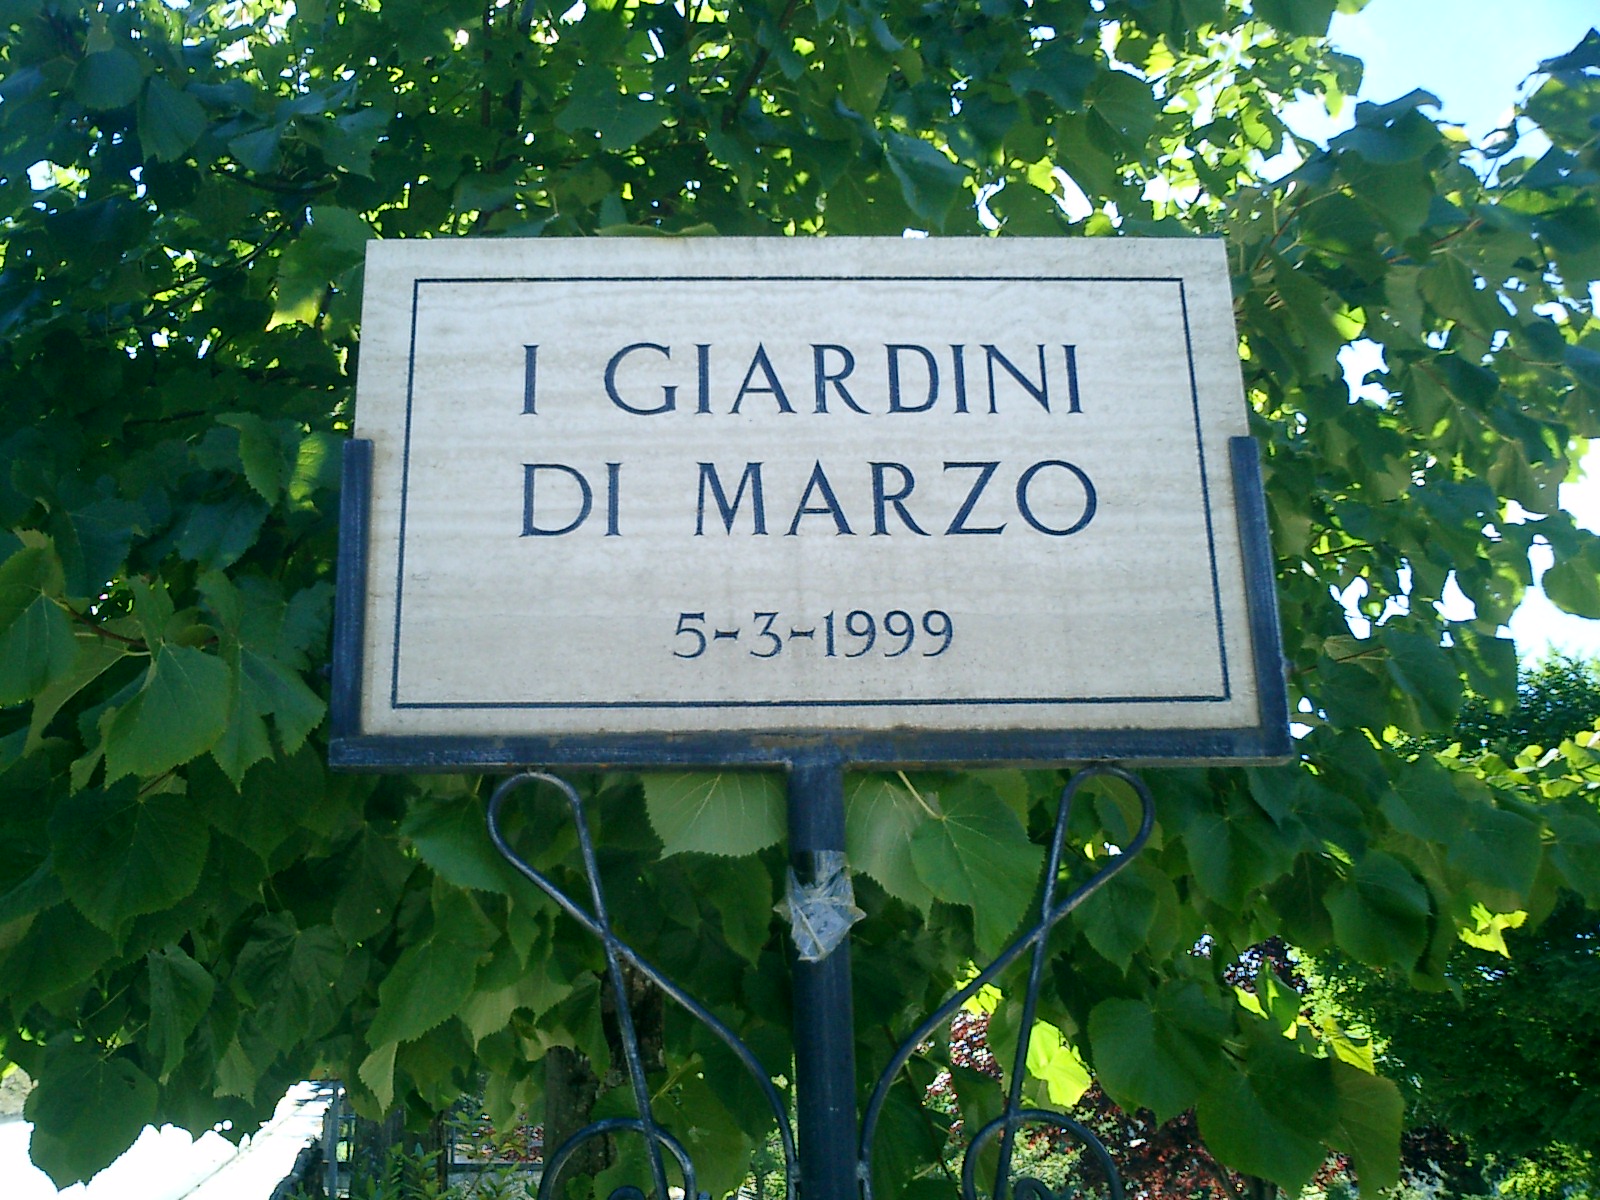 I GIARDINI
DI MARZO
5-3-1999